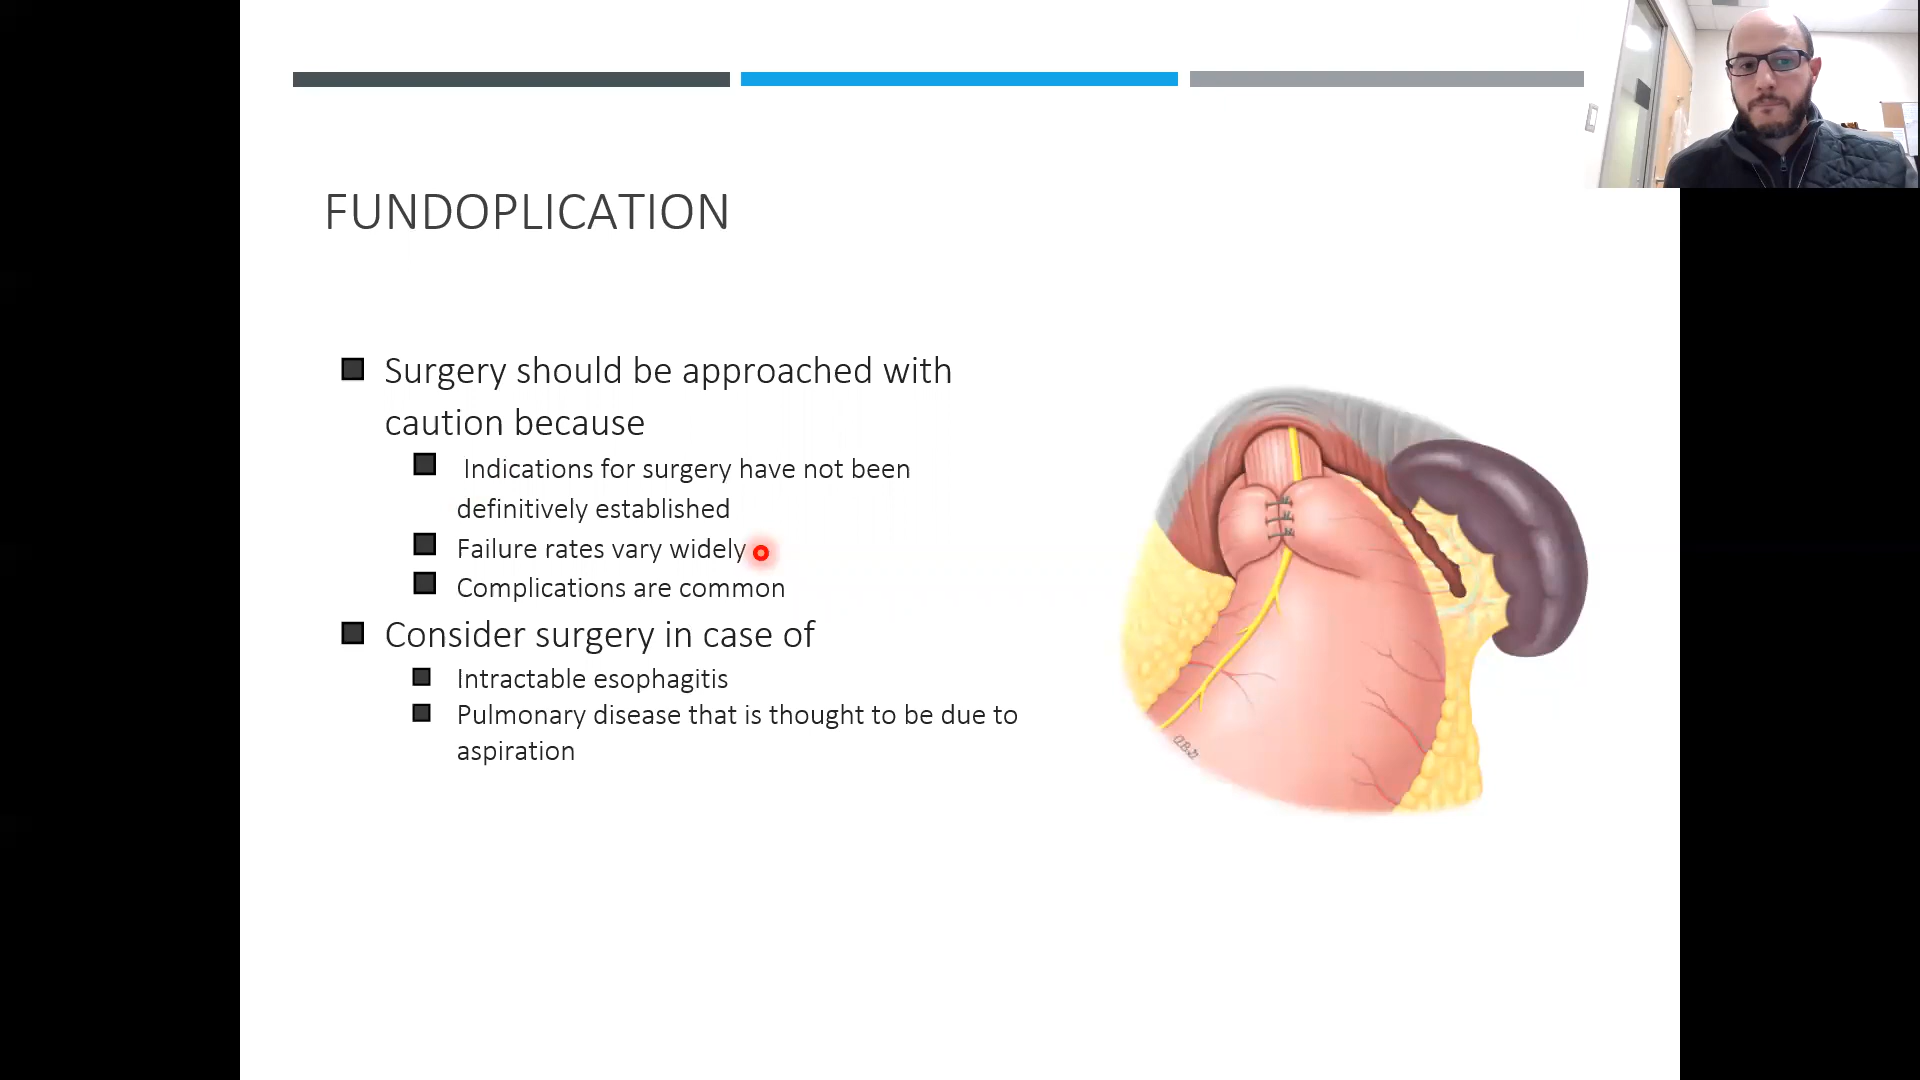 FUNDOPLICATION
Surgery should be approached with
caution because
Indications for surgery have not been
definitively established
Failure rates vary widely
Complications are common
Consider surgery in case of
Intractable esophagitis
Pulmonary disease that is thought to be due to
aspiration